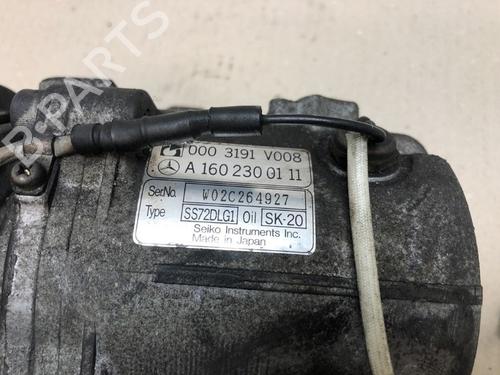 000 3191 V008
A 160 230 01 11
SerNo. W02C264927
Type SS72DLG1 Oil SK-20
Seiko Instruments Inc.
Made in Japan
B-PARTS